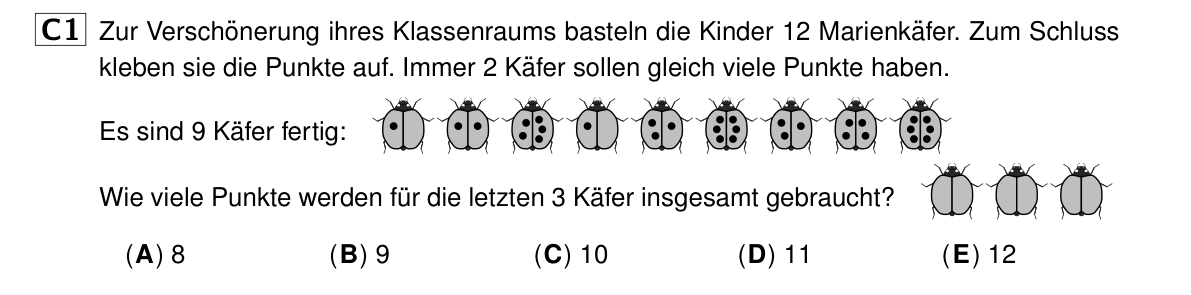 C1 Zur Verschönerung ihres Klassenraums basteln die Kinder 12 Marienkäfer. Zum Schluss
kleben sie die Punkte auf. Immer 2 Käfer sollen gleich viele Punkte haben.
Es sind 9 Käfer fertig:
Wie viele Punkte werden für die letzten 3 Käfer insgesamt gebraucht?
(A) 8 (B) 9 (C) 10 (D) 11 (E) 12